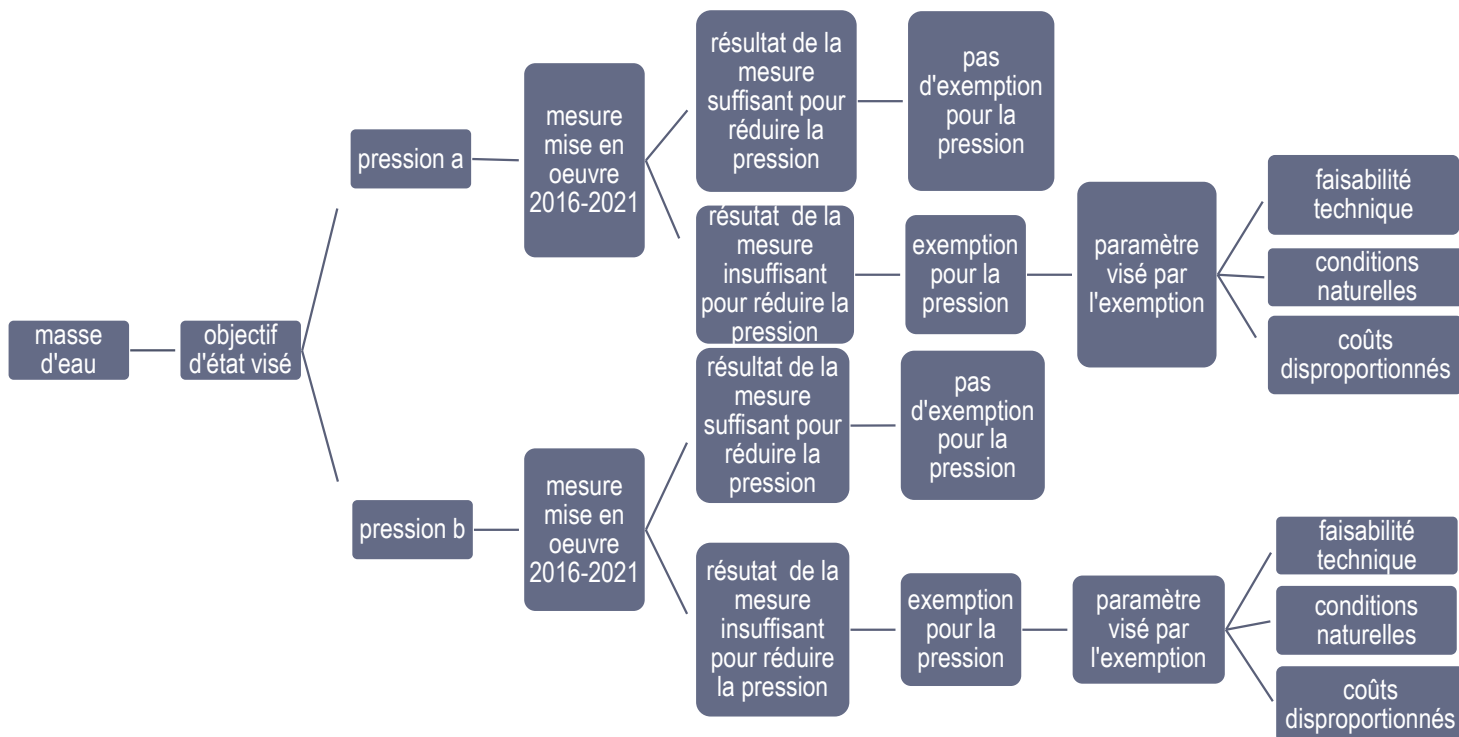 masse
d'eau
objectif
d'état visé
pression a
mesure
mise en
oeuvre
2016-2021
résultat de la
mesure
suffisant pour
réduire la
pression
pas
d'exemption
pour la
pression
résutat  de la
mesure
insuffisant
pour réduire la
pression
exemption
pour la
pression
paramètre
visé par
l'exemption
faisabilité
technique
conditions
naturelles
coûts
disproportionnés
pression b
mesure
mise en
oeuvre
2016-2021
résultat de la
mesure
suffisant pour
réduire la
pression
pas
d'exemption
pour la
pression
résutat  de la
mesure
insuffisant
pour réduire
la pression
exemption
pour la
pression
paramètre
visé par
l'exemption
faisabilité
technique
conditions
naturelles
coûts
disproportionnés